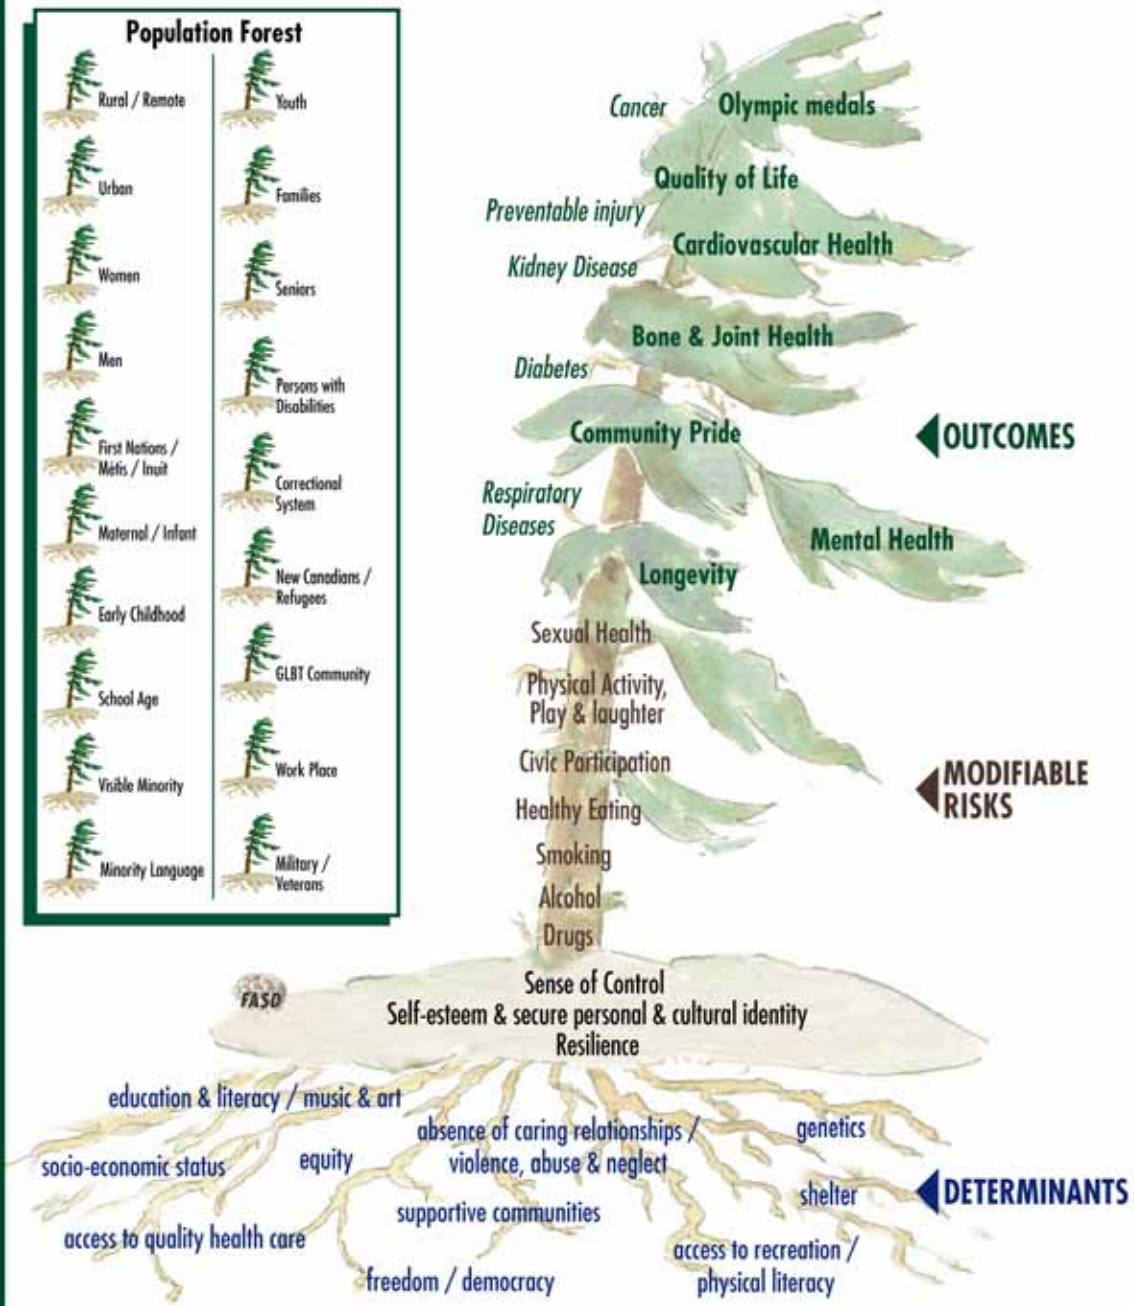 Population Forest
Rural / Remote
Urban
Women
Men
First Nations /
Métis / Inuit
Maternal / Infant
Early Childhood
School Age
Visible Minority
Minority Language
Youth
Families
Seniors
Persons with
Disabilities
Correctional
System
New Canadians /
Refugees
GLBT Community
Work Place
Military /
Veterans
Cancer
Olympic medals
Quality of Life
Preventable injury
Cardiovascular Health
Kidney Disease
Bone & Joint Health
Diabetes
Community Pride
OUTCOMES
Respiratory
Diseases
Mental Health
Longevity
Sexual Health
Physical Activity,
Play & laughter
Civic Participation
MODIFIABLE
RISKS
Healthy Eating
Smoking
Alcohol
Drugs
FASD
Sense of Control
Self-esteem & secure personal & cultural identity
Resilience
education & literacy / music & art
absence of caring relationships /
violence, abuse & neglect
genetics
socio-economic status
equity
shelter
DETERMINANTS
supportive communities
access to quality health care
access to recreation /
physical literacy
freedom / democracy